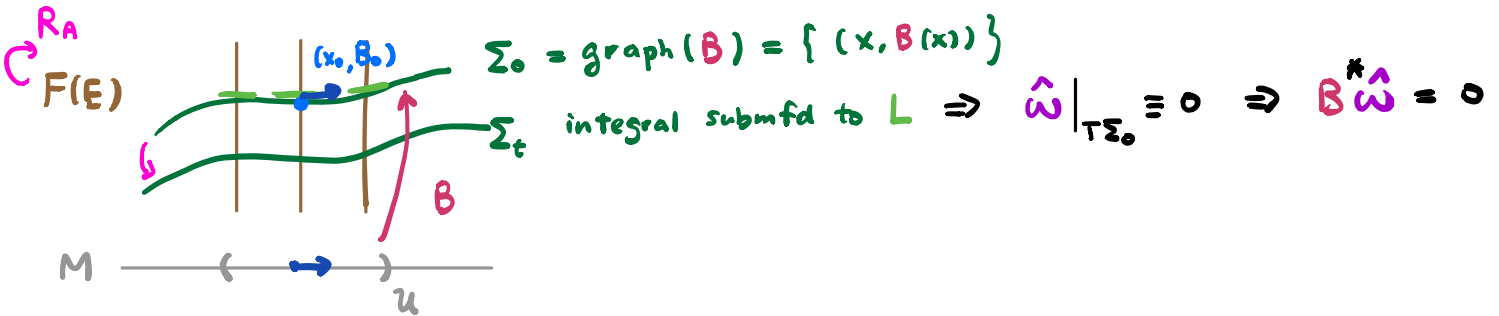 R_A
F(E)
(x₀, B₀)
Σ₀ = graph(B) = { (x, B(x)) }
Σ_t integral submfd to L ⇒ ω̂|_{TΣ₀} ≡ 0 ⇒ B*ω̂ = 0
B
M
U